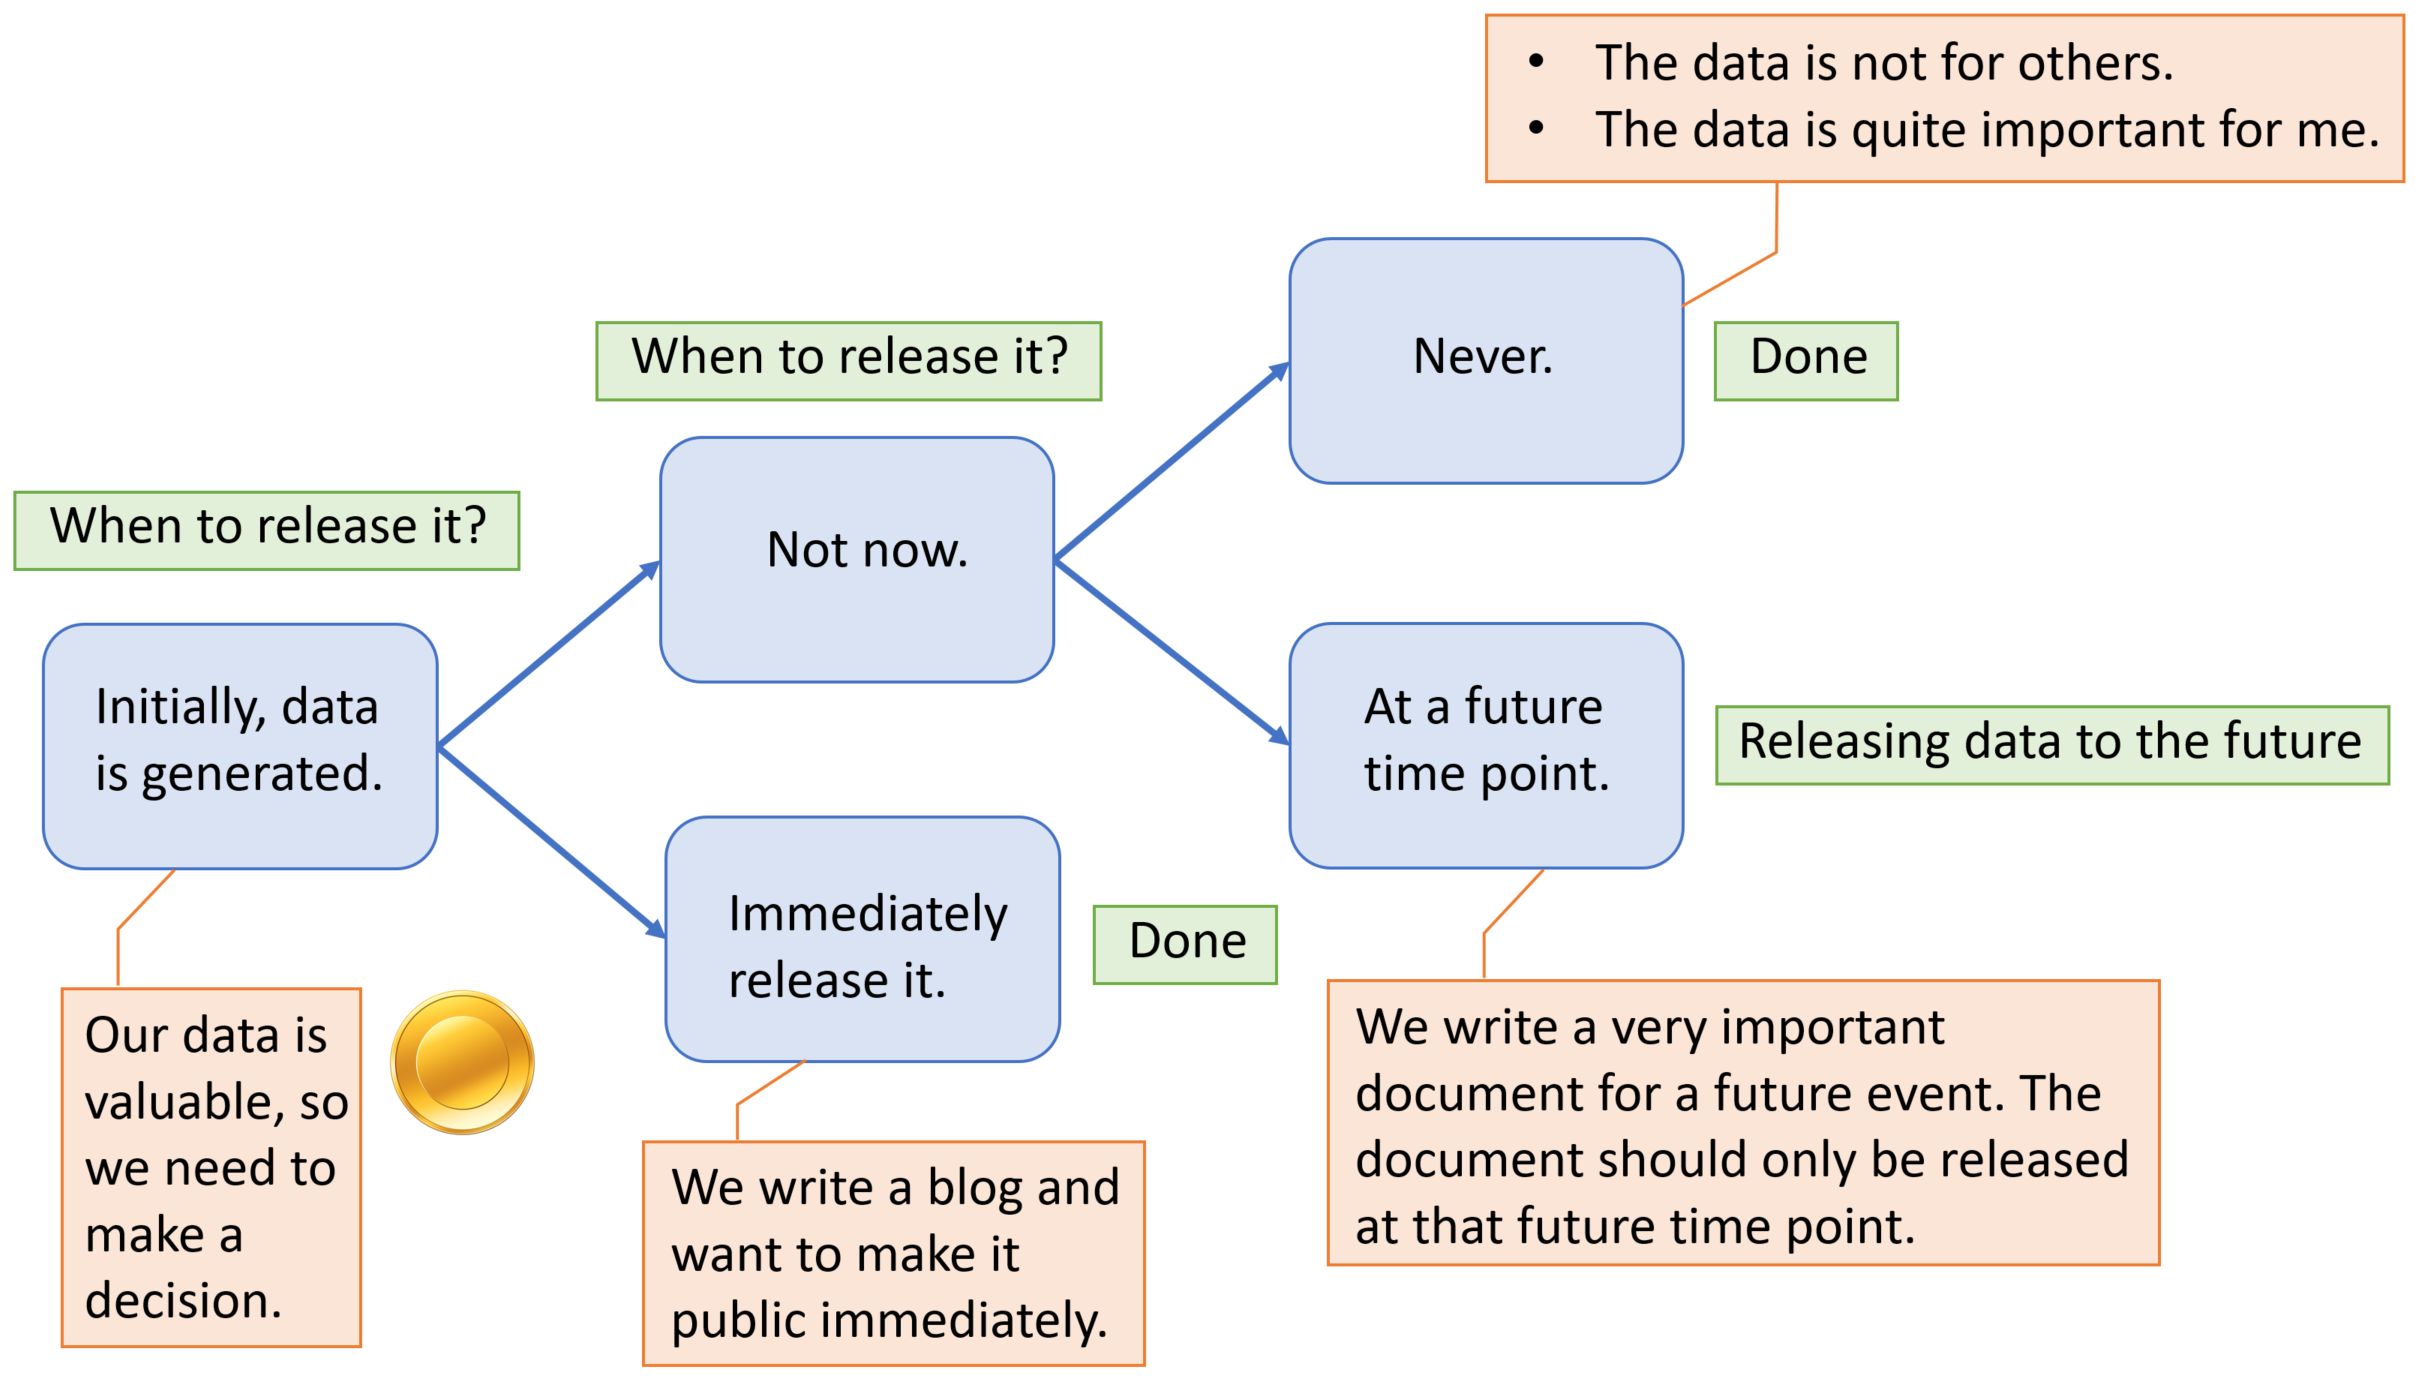 • The data is not for others.
• The data is quite important for me.
When to release it?
Never.
Done
When to release it?
Not now.
Initially, data
is generated.
At a future
time point.
Releasing data to the future
Immediately
release it.
Done
Our data is
valuable, so
we need to
make a
decision.
We write a blog and
want to make it
public immediately.
We write a very important
document for a future event. The
document should only be released
at that future time point.